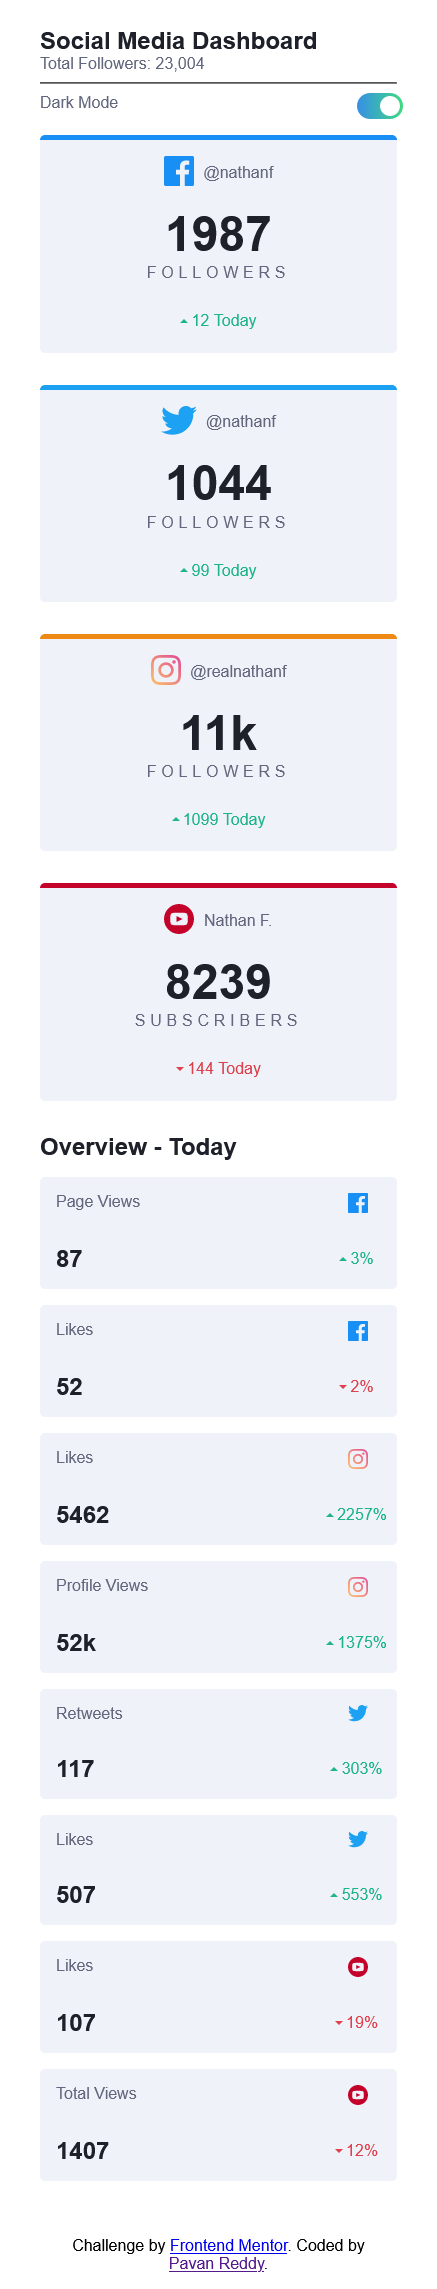 Social Media Dashboard
Total Followers: 23,004
Dark Mode
@nathanf
1987
FOLLOWERS
12 Today
@nathanf
1044
FOLLOWERS
99 Today
@realnathanf
11k
FOLLOWERS
1099 Today
Nathan F.
8239
SUBSCRIBERS
144 Today
Overview - Today
Page Views
87 3%
Likes
52 2%
Likes
5462 2257%
Profile Views
52k 1375%
Retweets
117 303%
Likes
507 553%
Likes
107 19%
Total Views
1407 12%
Challenge by Frontend Mentor. Coded by
Pavan Reddy.